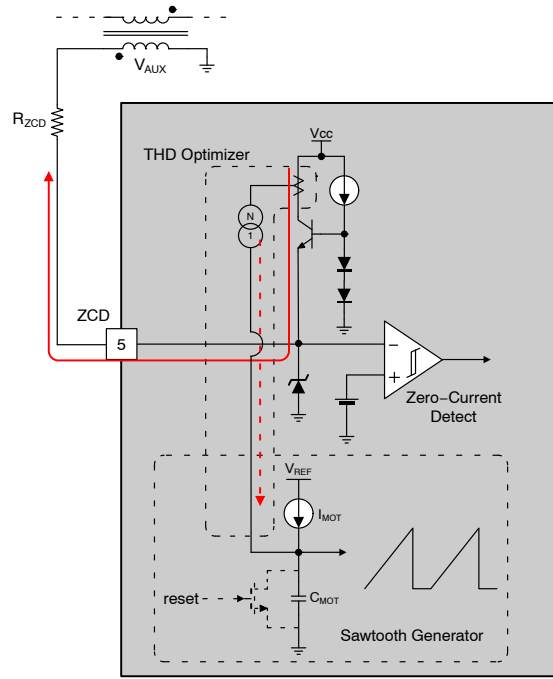 VAUX
RZCD
THD Optimizer
Vcc
N
1
ZCD
5
−
+
Zero−Current
Detect
VREF
IMOT
reset
CMOT
Sawtooth Generator